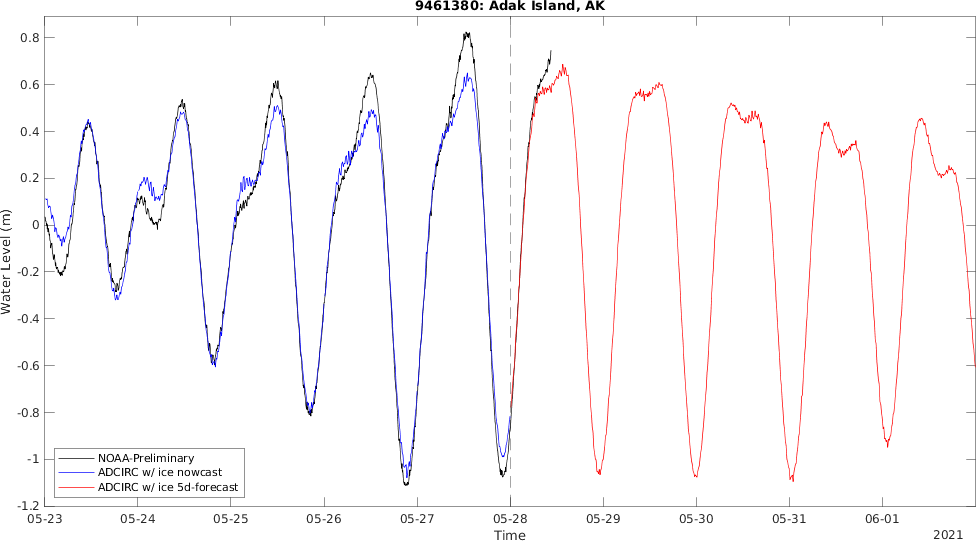 9461380: Adak Island, AK
Water Level (m)
0.8
0.6
0.4
0.2
0
-0.2
-0.4
-0.6
-0.8
-1
-1.2
NOAA-Preliminary
ADCIRC w/ ice nowcast
ADCIRC w/ ice 5d-forecast
05-23 05-24 05-25 05-26 05-27 05-28 05-29 05-30 05-31 06-01
Time
2021